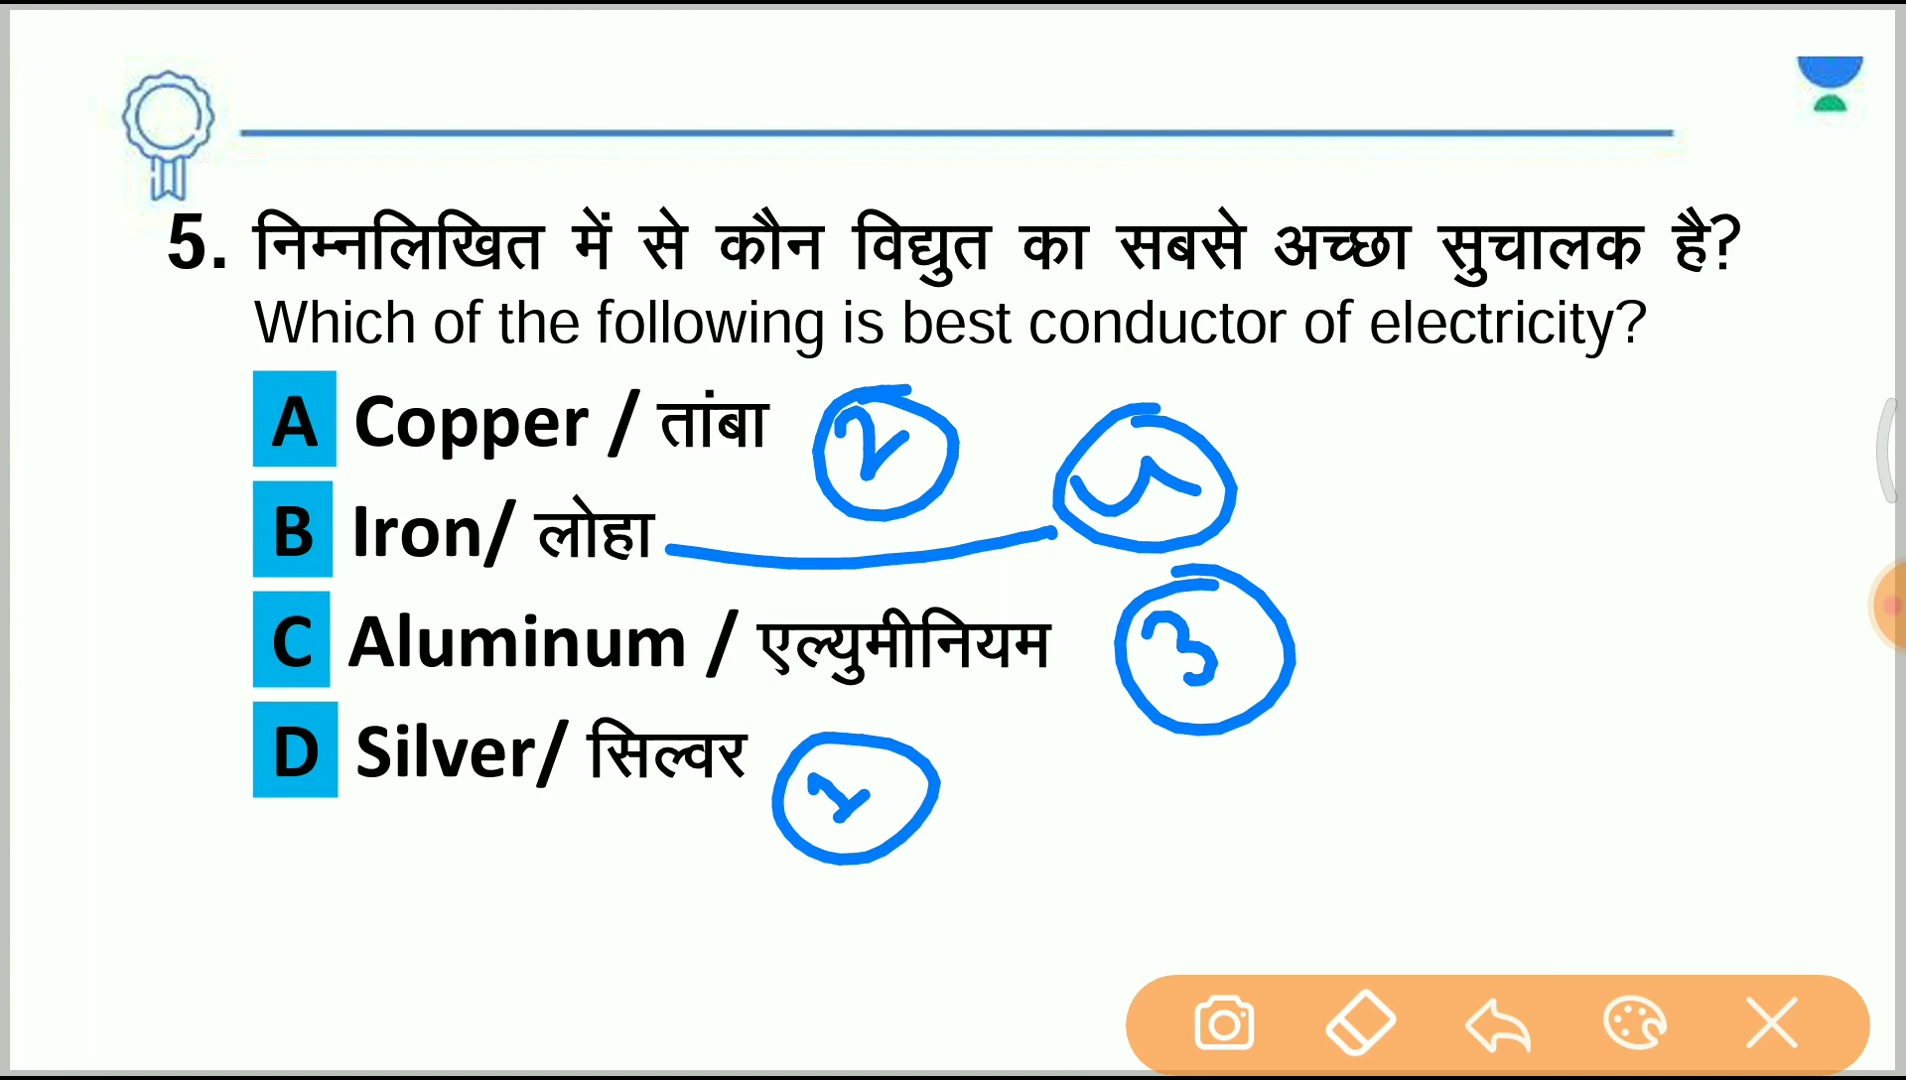 5. निम्नलिखित में से कौन विद्युत का सबसे अच्छा सुचालक है?
Which of the following is best conductor of electricity?
A Copper / तांबा 2
B Iron/ लोहा
C Aluminum / एल्युमीनियम 3
D Silver/ सिल्वर 1